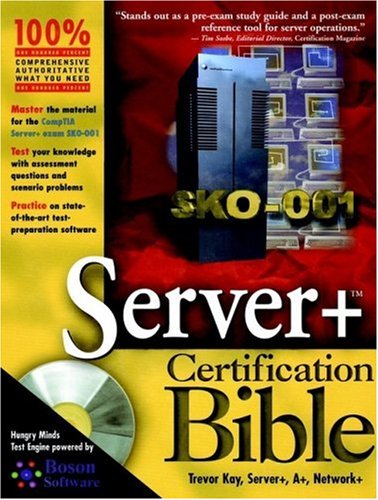 100%
ONE HUNDRED PERCENT
COMPREHENSIVE
AUTHORITATIVE
WHAT YOU NEED
ONE HUNDRED PERCENT
"Stands out as a pre-exam study guide and a post-exam
reference tool for server operations."
— Tim Sosbe, Editorial Director, Certification Magazine
Master the material
for the CompTIA
Server+ exam SK0-001
Test your knowledge
with assessment
questions and
scenario problems
Practice on state-
of-the-art test-
preparation software
SKO-001
Server+™
Certification
Bible
Hungry Minds
Test Engine powered by
Boson
Software
Trevor Kay, Server+, A+, Network+